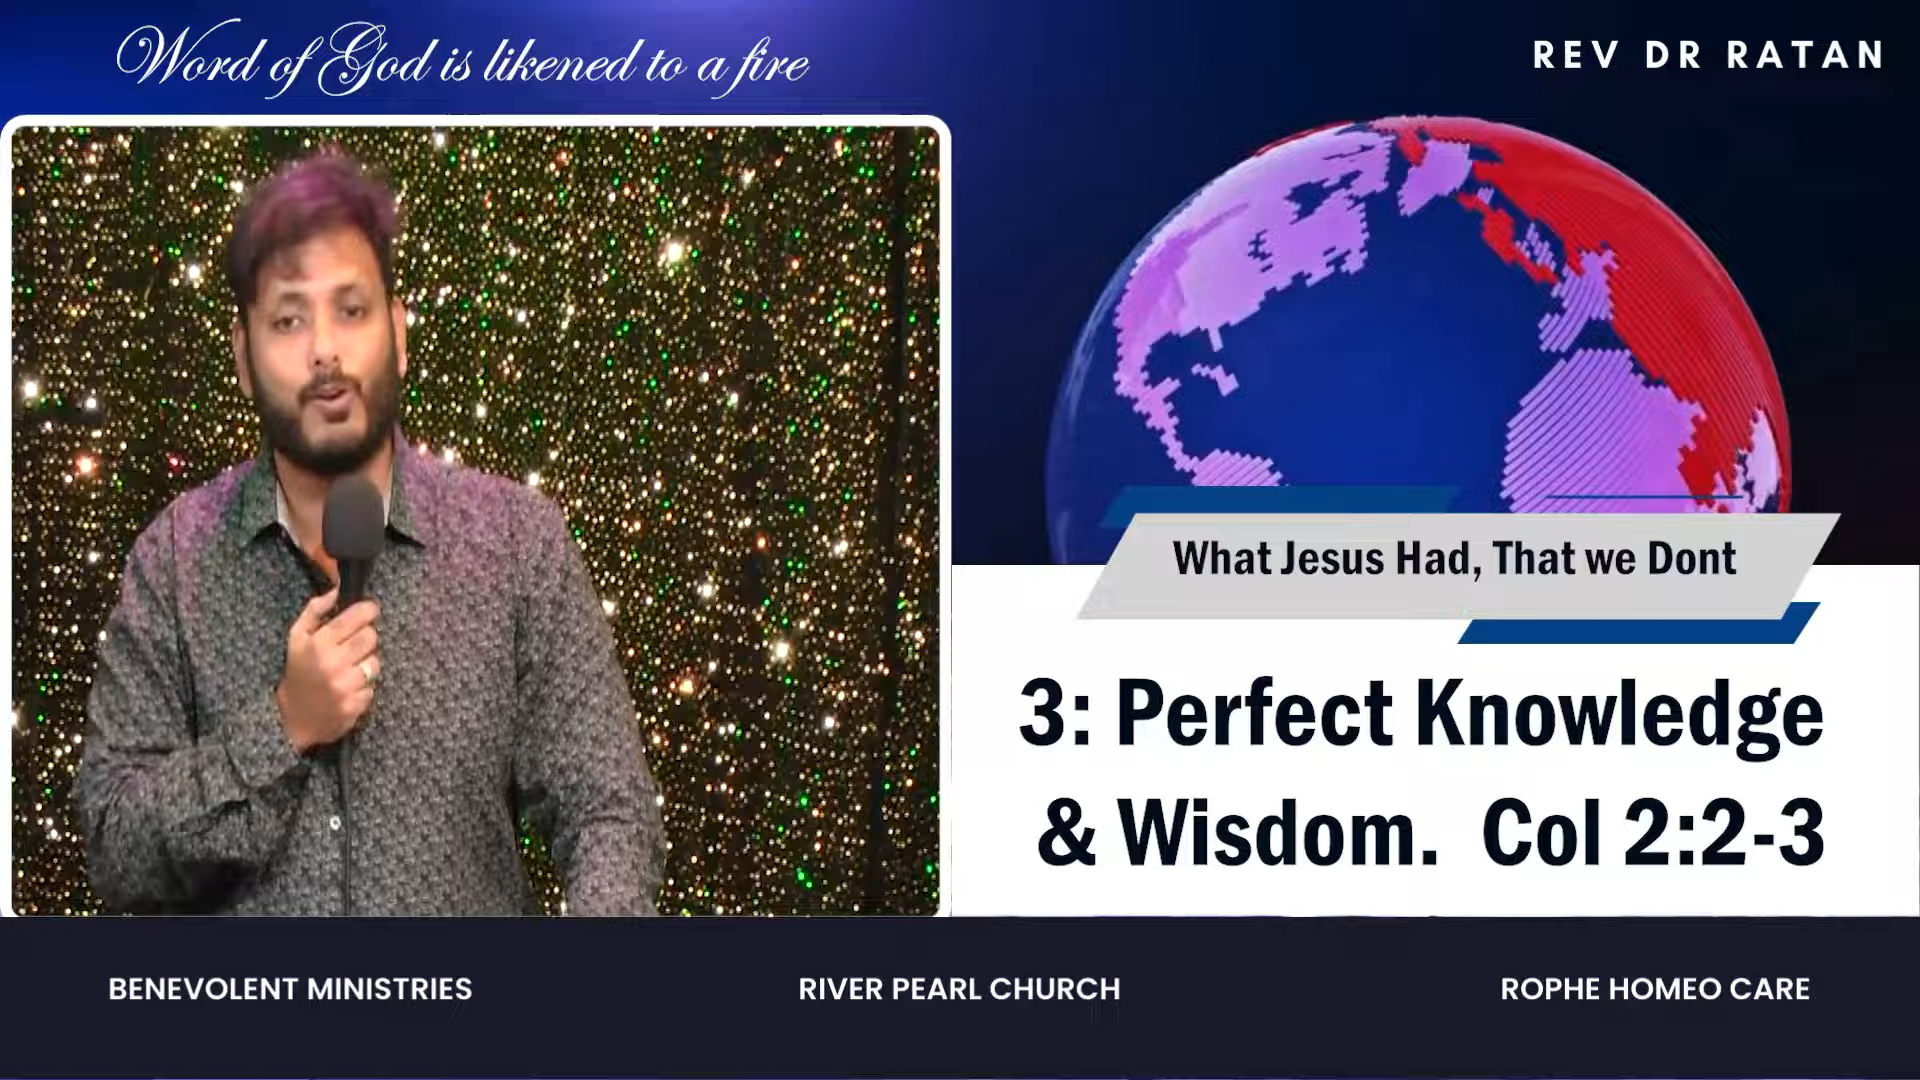 Word of God is likened to a fire
REV DR RATAN
What Jesus Had, That we Dont
3: Perfect Knowledge
& Wisdom. Col 2:2-3
BENEVOLENT MINISTRIES
RIVER PEARL CHURCH
ROPHE HOMEO CARE